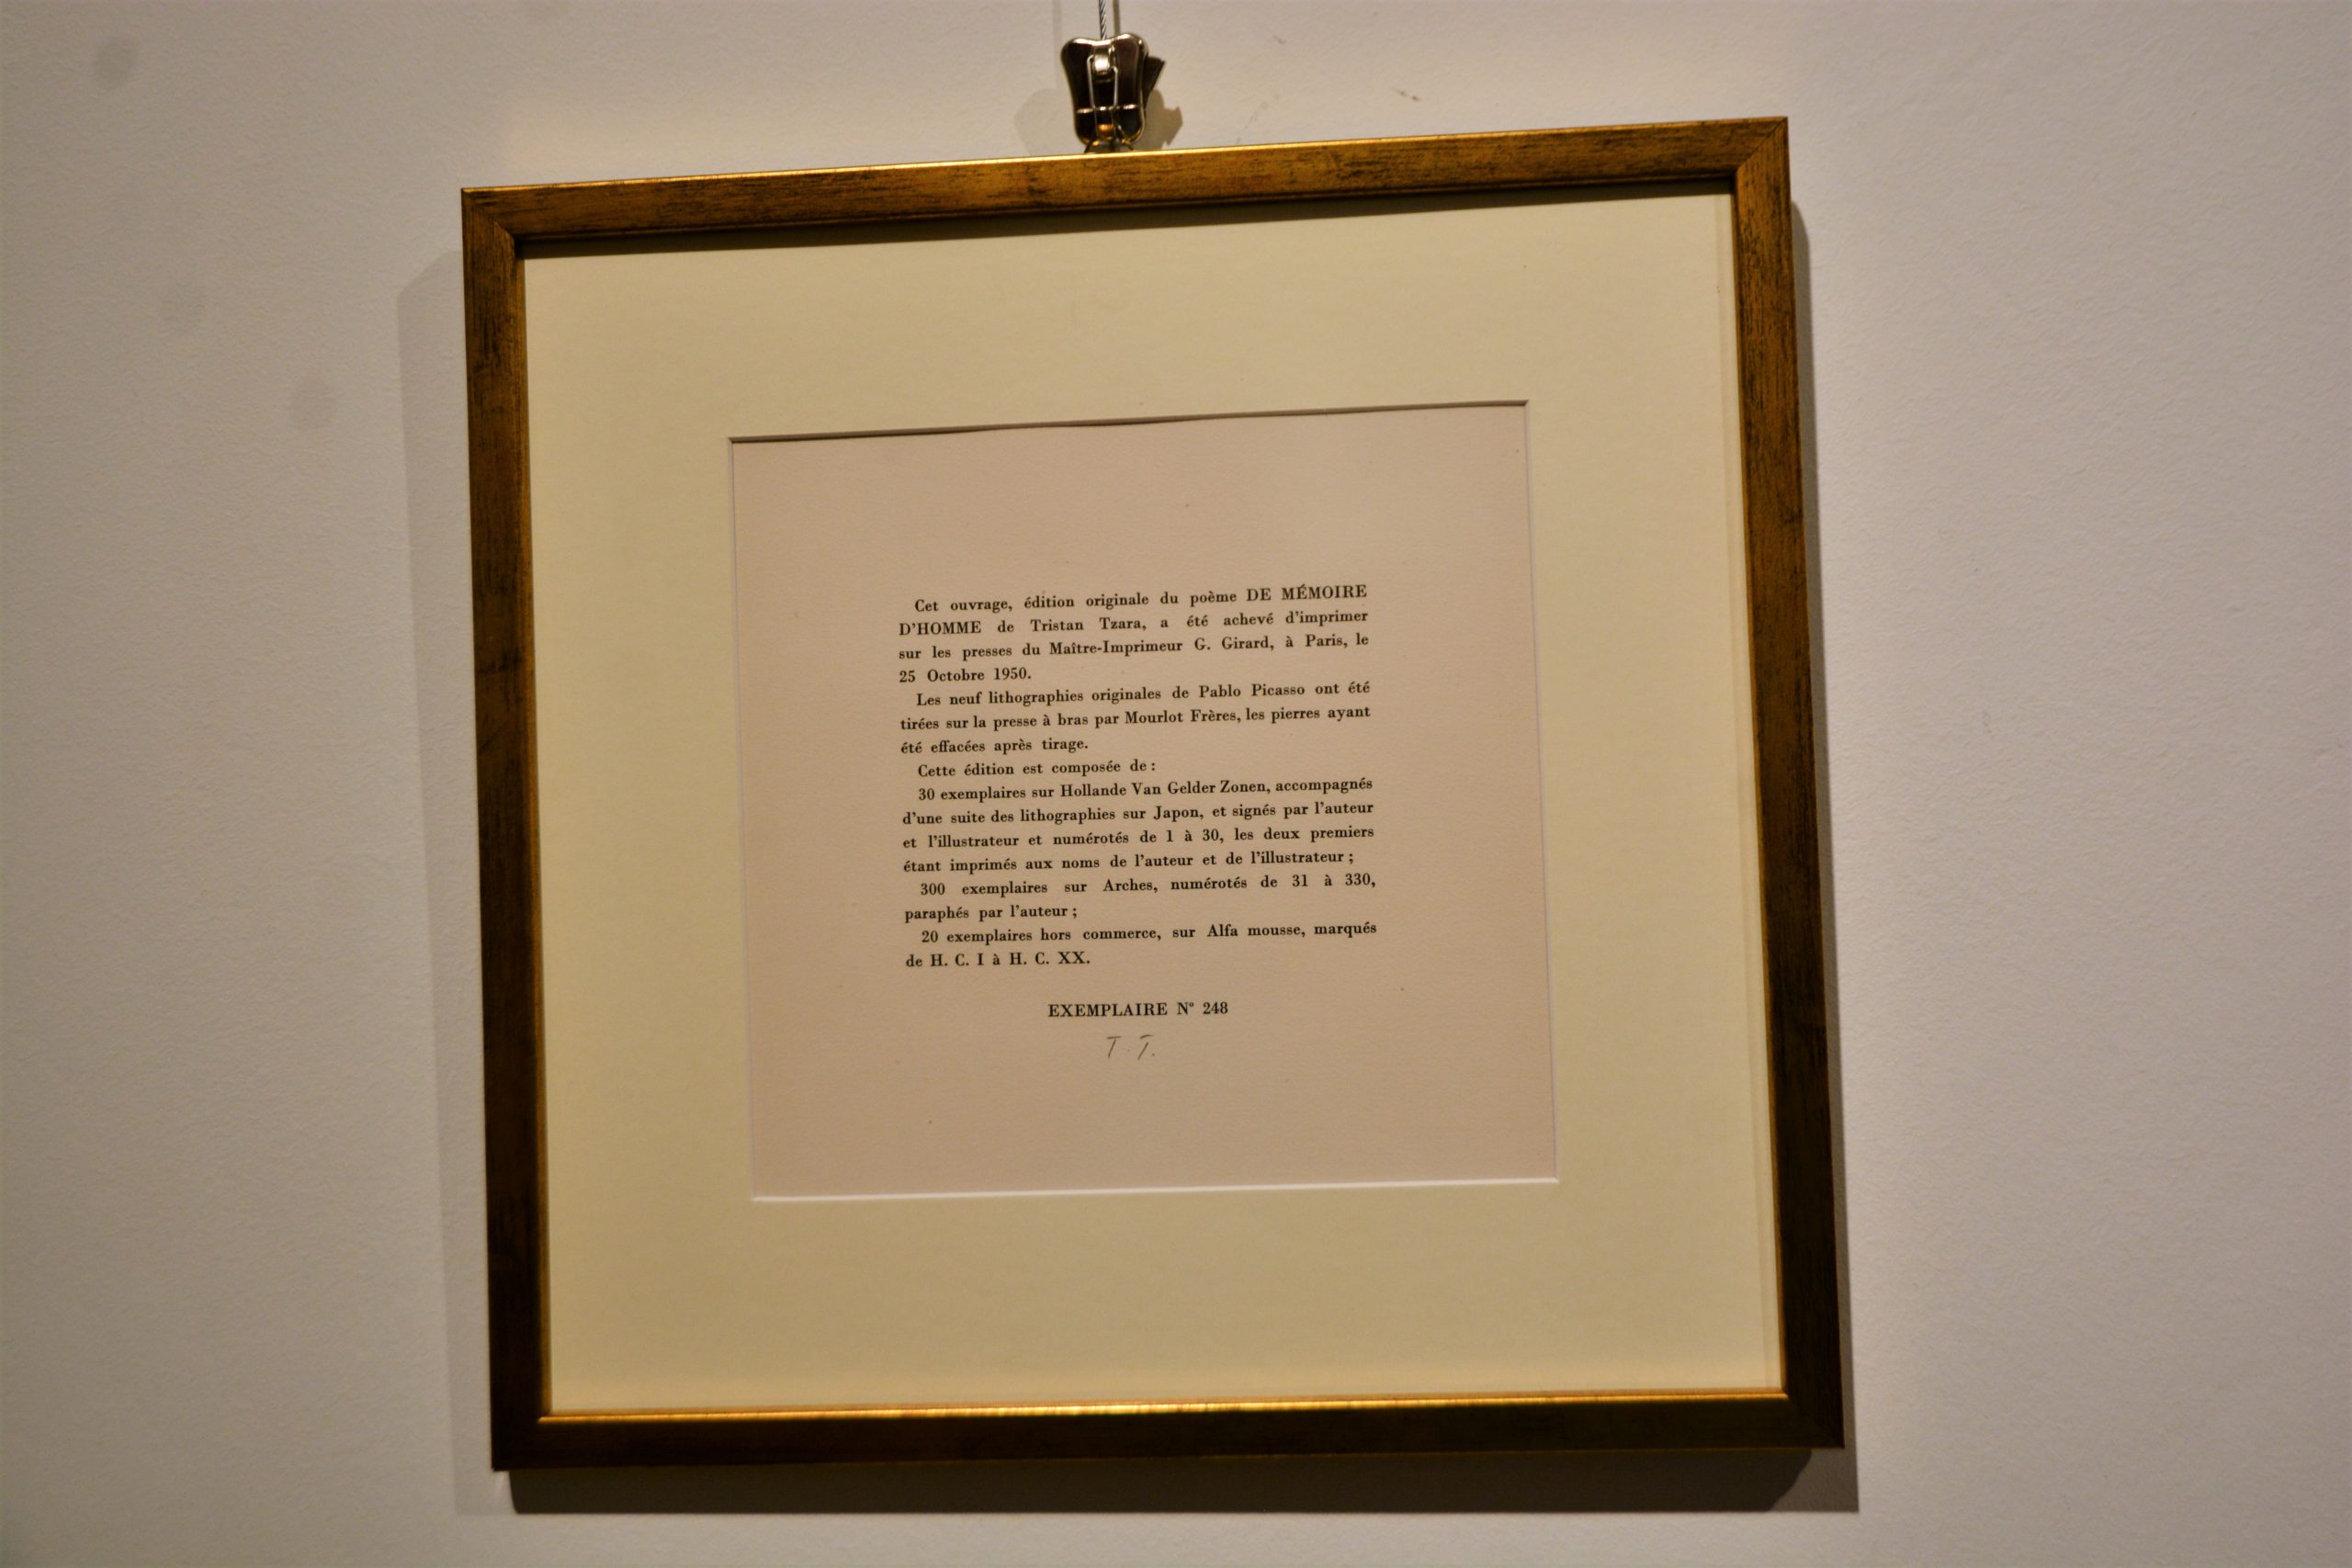 Cet ouvrage, édition originale du poème DE MÉMOIRE
D'HOMME de Tristan Tzara, a été achevé d'imprimer
sur les presses du Maître-Imprimeur G. Girard, à Paris, le
25 Octobre 1950.
Les neuf lithographies originales de Pablo Picasso ont été
tirées sur la presse à bras par Mourlot Frères, les pierres ayant
été effacées après tirage.
Cette édition est composée de :
30 exemplaires sur Hollande Van Gelder Zonen, accompagnés
d'une suite des lithographies sur Japon, et signés par l'auteur
et l'illustrateur et numérotés de 1 à 30, les deux premiers
étant imprimés aux noms de l'auteur et de l'illustrateur ;
300 exemplaires sur Arches, numérotés de 31 à 330,
paraphés par l'auteur ;
20 exemplaires hors commerce, sur Alfa mousse, marqués
de H. C. I à H. C. XX.
EXEMPLAIRE N° 248
T. T.